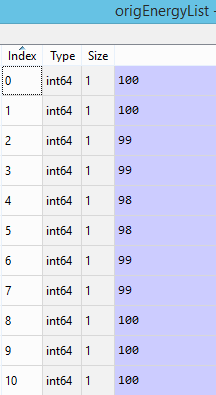 origEnergyList -
Index Type Size
0 int64 1 100
1 int64 1 100
2 int64 1 99
3 int64 1 99
4 int64 1 98
5 int64 1 98
6 int64 1 99
7 int64 1 99
8 int64 1 100
9 int64 1 100
10 int64 1 100